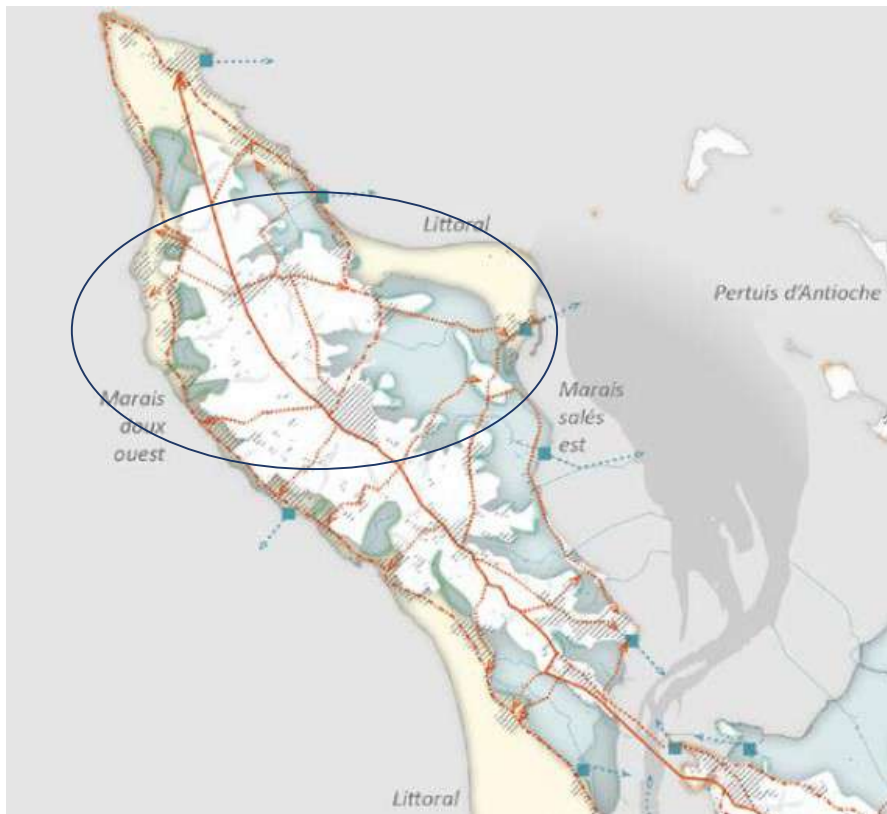 Littoral
Pertuis d'Antioche
Marais
doux
ouest
Marais
salés
est
Littoral